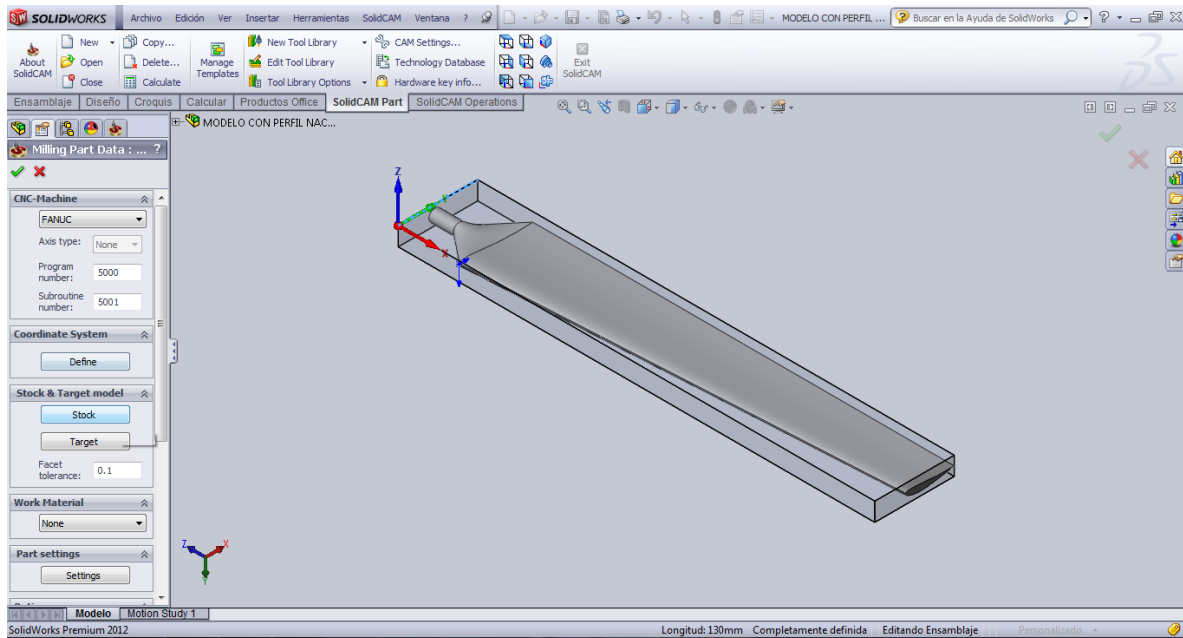 SOLIDWORKS Archivo Edición Ver Insertar Herramientas SolidCAM Ventana ? MODELO CON PERFIL ... Buscar en la Ayuda de SolidWorks ?
New Copy... New Tool Library CAM Settings...
About SolidCAM Open Delete... Manage Templates Edit Tool Library Technology Database Exit SolidCAM
Close Calculate Tool Library Options Hardware key info...
Ensamblaje Diseño Croquis Calcular Productos Office SolidCAM Part SolidCAM Operations
MODELO CON PERFIL NAC...
Milling Part Data : ... ?
CNC-Machine
FANUC
Axis type: None
Program number: 5000
Subroutine number: 5001
Coordinate System
Define
Stock & Target model
Stock
Target
Facet tolerance: 0.1
Work Material
None
Part settings
Settings
Z
Y
X
Z X
Y
Modelo Motion Study 1
SolidWorks Premium 2012 Longitud: 130mm Completamente definida Editando Ensamblaje Personalizado